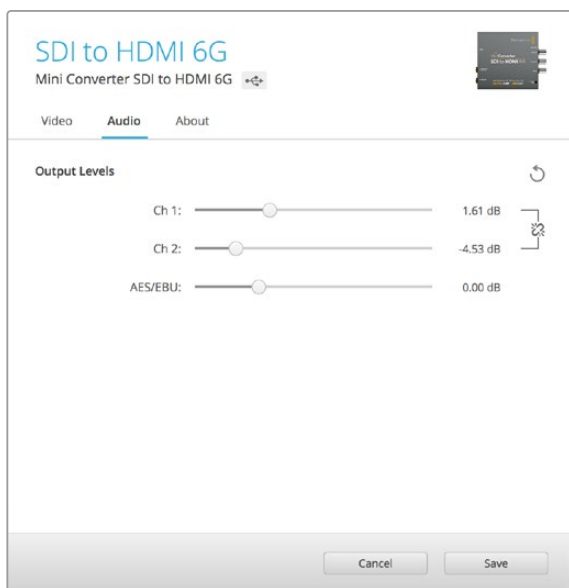 SDI to HDMI 6G
Mini Converter SDI to HDMI 6G
Video Audio About
Output Levels
Ch 1: 1.61 dB
Ch 2: -4.53 dB
AES/EBU: 0.00 dB
Cancel Save